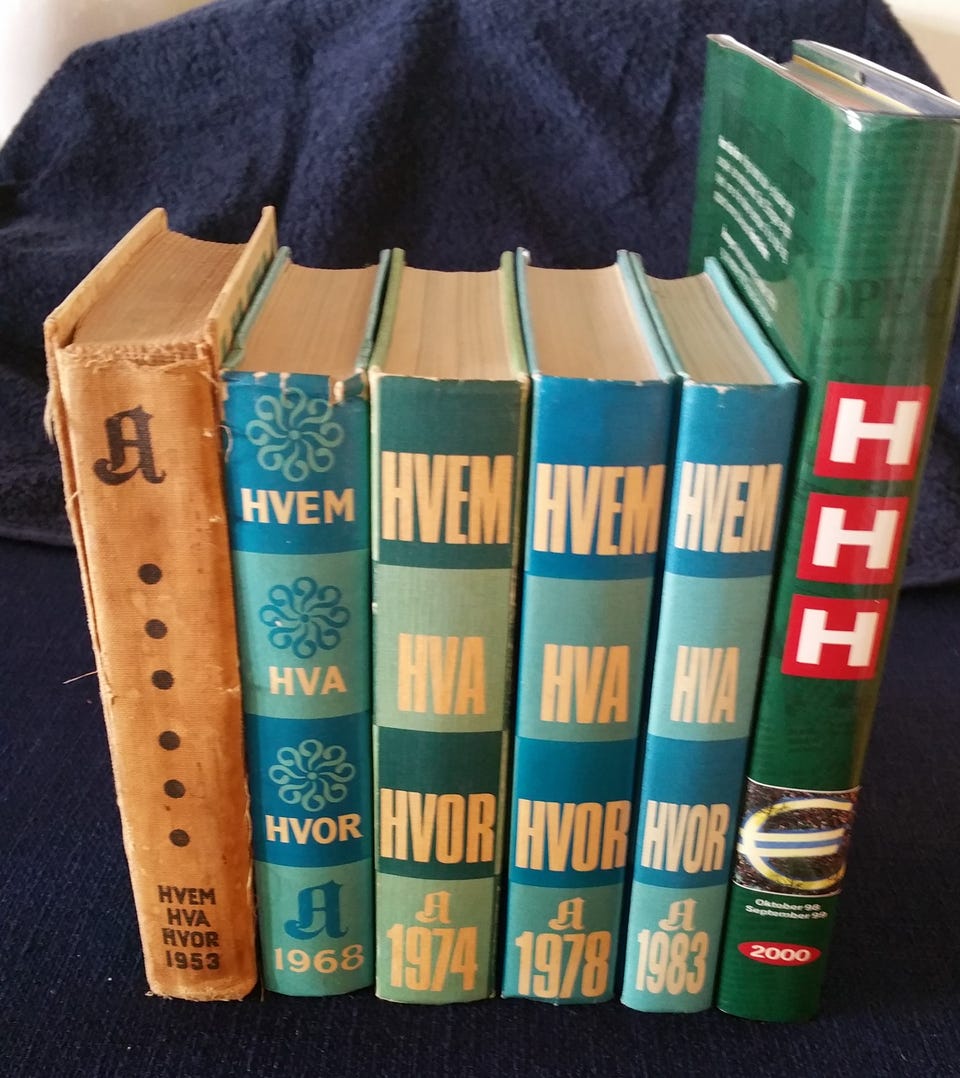 A
HVEM
HVA
HVOR
1953
HVEM
HVA
HVOR
A
1968
HVEM
HVA
HVOR
A
1974
HVEM
HVA
HVOR
A
1978
HVEM
HVA
HVOR
A
1983
H
H
H
Oktober 98
September 99
2000